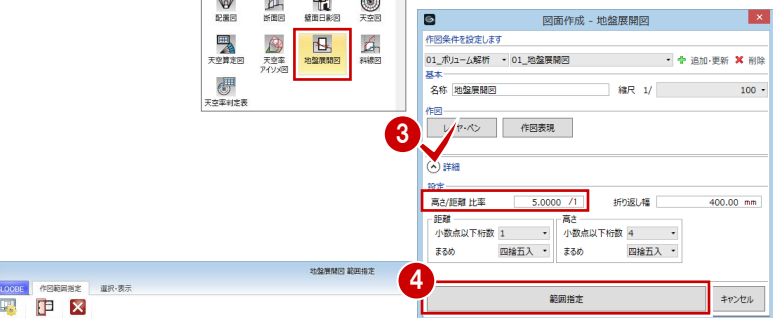 配置図 断面図 壁面日影図 天空図
天空算定図 天空率 アイソメ図 地盤展開図 斜線図
天空率判定表
図面作成 - 地盤展開図
作図条件を設定します
01_ボリューム解析 01_地盤展開図 追加・更新 削除
基本
名称 地盤展開図 縮尺 1/ 100
作図
レイヤ・ペン 作図表現
3
詳細
設定
高さ/距離 比率 5.0000 /1 折り返し幅 400.00 mm
距離 高さ
小数点以下桁数 1 小数点以下桁数 4
まるめ 四捨五入 まるめ 四捨五入
4
範囲指定 キャンセル
地盤展開図 範囲指定
LOOBE 作図範囲指定 選択・表示